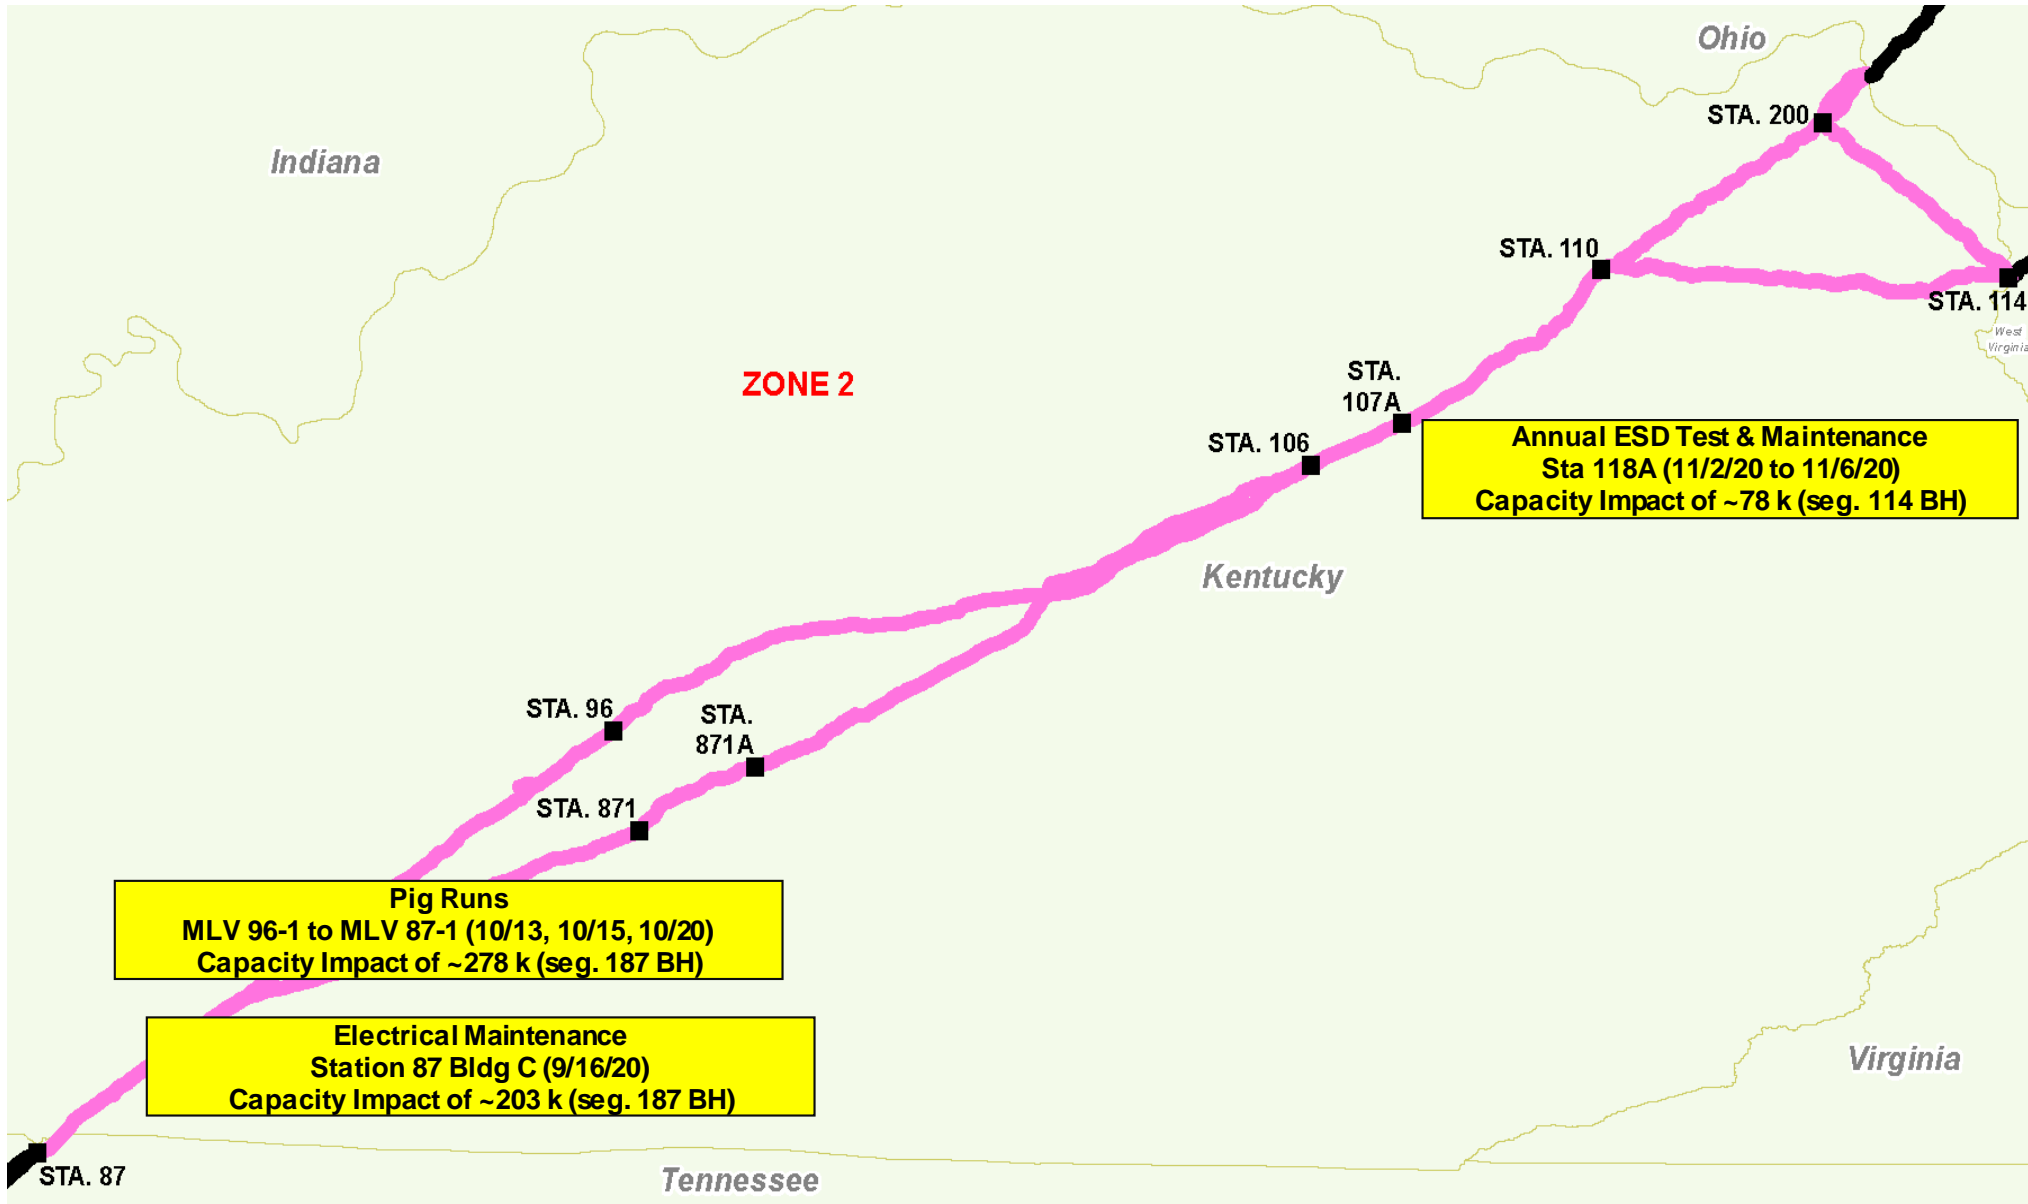 Ohio
STA. 200
Indiana
STA. 110
STA. 114
West
Virginia
ZONE 2
STA.
107A
STA. 106
Annual ESD Test & Maintenance
Sta 118A (11/2/20 to 11/6/20)
Capacity Impact of ~78 k (seg. 114 BH)
Kentucky
STA. 96
STA.
871A
STA. 871
Pig Runs
MLV 96-1 to MLV 87-1 (10/13, 10/15, 10/20)
Capacity Impact of ~278 k (seg. 187 BH)
Electrical Maintenance
Station 87 Bldg C (9/16/20)
Capacity Impact of ~203 k (seg. 187 BH)
Virginia
STA. 87
Tennessee